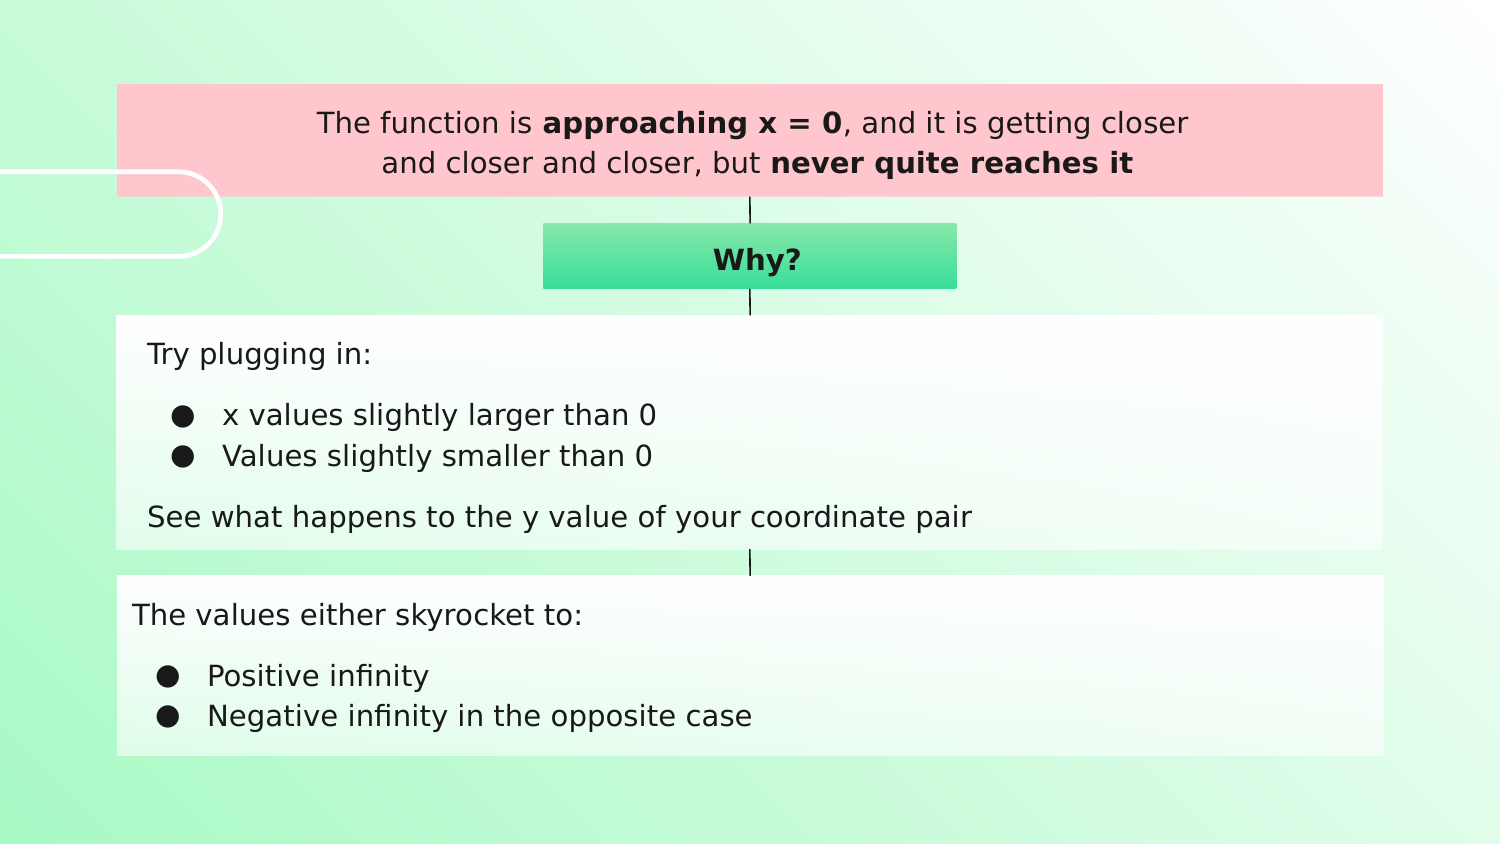 The function is approaching x = 0, and it is getting closer
and closer and closer, but never quite reaches it
Why?
Try plugging in:
● x values slightly larger than 0
● Values slightly smaller than 0
See what happens to the y value of your coordinate pair
The values either skyrocket to:
● Positive infinity
● Negative infinity in the opposite case